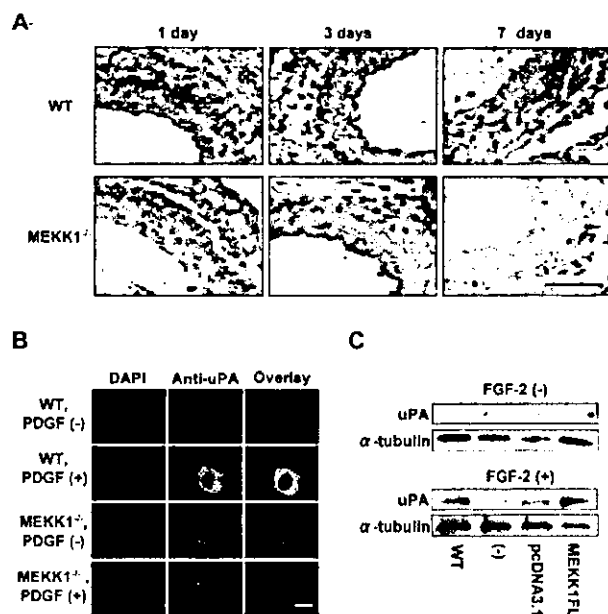 A
1 day 3 days 7 days
WT
MEKK1-/-
B
DAPI Anti-uPA Overlay
WT,
PDGF (-)
WT,
PDGF (+)
MEKK1-/-,
PDGF (-)
MEKK1-/-,
PDGF (+)
C
FGF-2 (-)
uPA
α-tubulin
FGF-2 (+)
uPA
α-tubulin
WT
(-)
pcDNA3.1
MEKK1FL